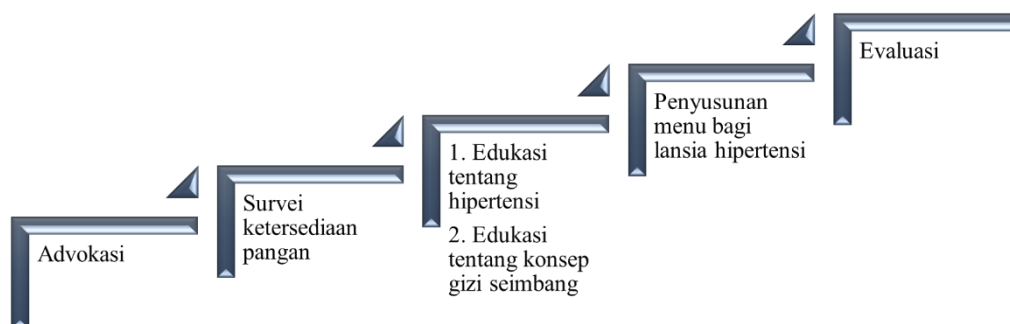 Advokasi
Survei
ketersediaan
pangan
1. Edukasi
tentang
hipertensi
2. Edukasi
tentang konsep
gizi seimbang
Penyusunan
menu bagi
lansia hipertensi
Evaluasi